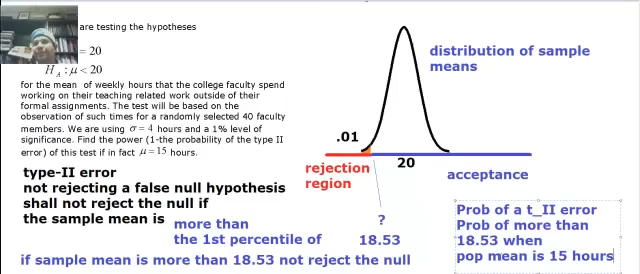 are testing the hypotheses
= 20
H A : μ < 20
for the mean of weekly hours that the college faculty spend
working on their teaching related work outside of their
formal assignments. The test will be based on the
observation of such times for a randomly selected 40 faculty
members. We are using σ = 4 hours and a 1% level of
significance. Find the power (1-the probability of the type II
error) of this test if in fact μ = 15 hours.
type-II error
not rejecting a false null hypothesis
shall not reject the null if
the sample mean is
more than
the 1st percentile of
?
18.53
if sample mean is more than 18.53 not reject the null
distribution of sample
means
.01
20
rejection
region
acceptance
Prob of a t_II error
Prob of more than
18.53 when
pop mean is 15 hours